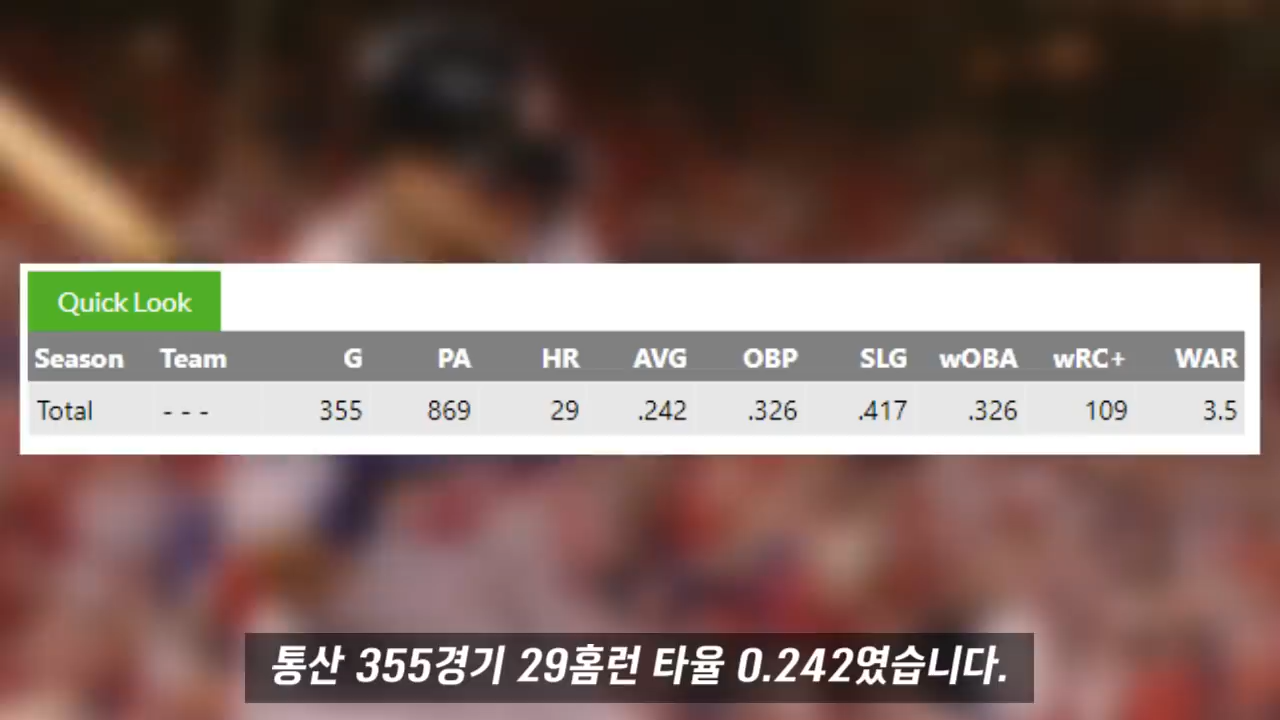 Quick Look
Season Team G PA HR AVG OBP SLG wOBA wRC+ WAR
Total - - - 355 869 29 .242 .326 .417 .326 109 3.5
통산 355경기 29홈런 타율 0.242였습니다.